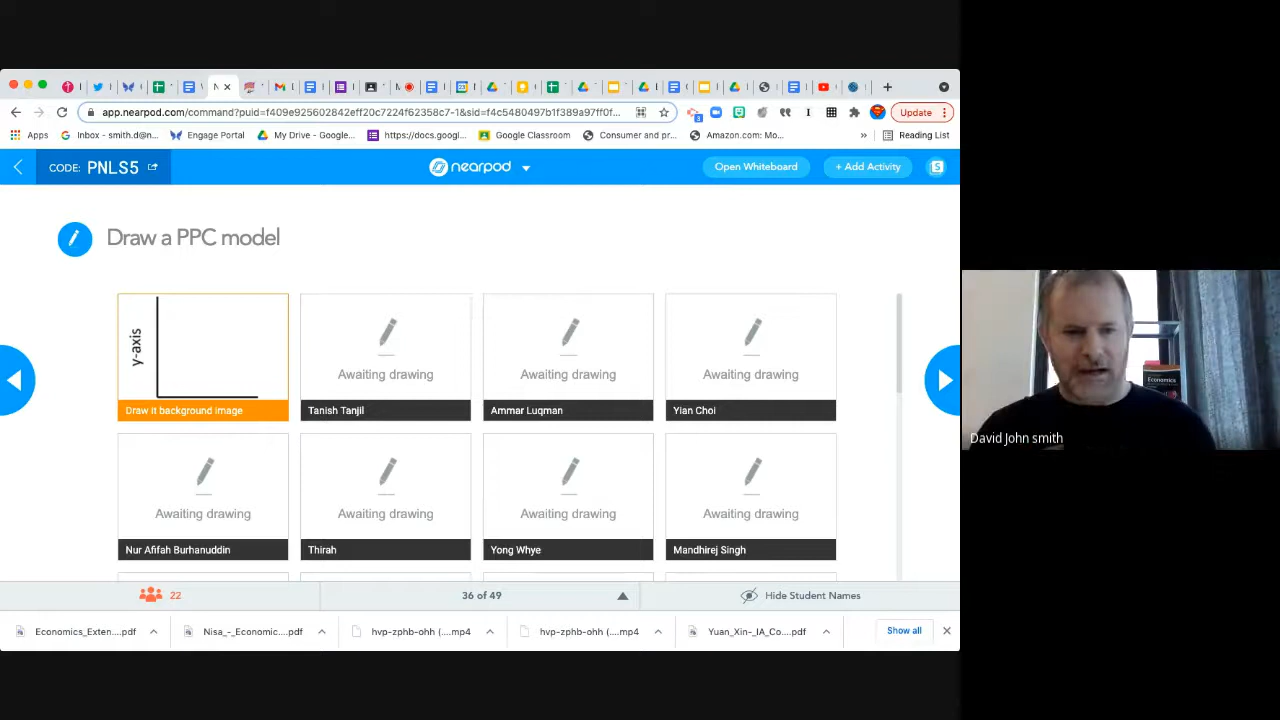 app.nearpod.com/command?puid=f409e925602842eff20c7224f62358c7-1&sid=f4c5480497b1f389a97ff0f...
Update
Apps
Inbox - smith.d@n...
Engage Portal
My Drive - Google...
https://docs.googl...
Google Classroom
Consumer and pr...
Amazon.com: Mo...
»
Reading List
CODE: PNLS5
nearpod
Open Whiteboard
+ Add Activity
S
Draw a PPC model
y-axis
Awaiting drawing
Awaiting drawing
Awaiting drawing
Draw it background image
Tanish Tanjil
Ammar Luqman
Yian Choi
Awaiting drawing
Awaiting drawing
Awaiting drawing
Awaiting drawing
Nur Afifah Burhanuddin
Thirah
Yong Whye
Mandhirej Singh
22
36 of 49
Hide Student Names
Economics_Exten....pdf
Nisa_-_Economic....pdf
hvp-zphb-ohh (....mp4
hvp-zphb-ohh (....mp4
Yuan_Xin-_IA_Co....pdf
Show all
Economics
David John smith